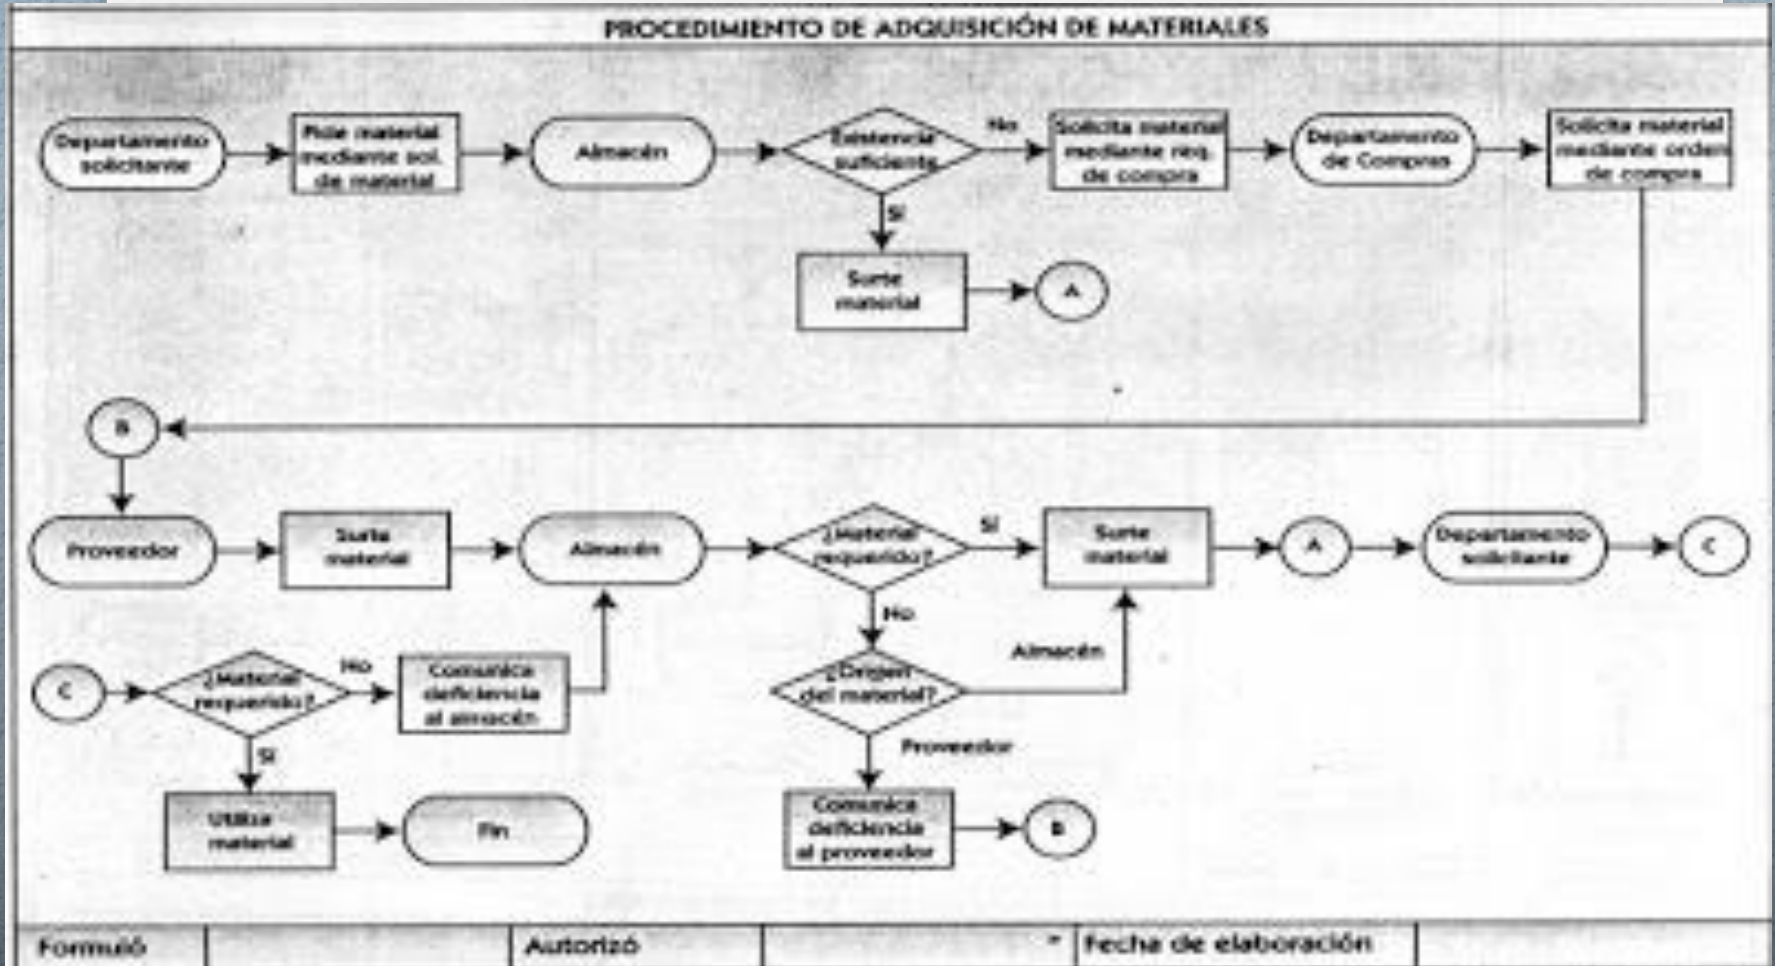 PROCEDIMIENTO DE ADQUISICIÓN DE MATERIALES
Departamento
solicitante
Pide material
mediante sol.
de material
Almacén
Existencia
suficiente
No
Solicita material
mediante req.
de compra
Departamento
de Compras
Solicita material
mediante orden
de compra
Sí
Surte
material
A
B
Proveedor
Surte
material
Almacén
¿Material
requerido?
Sí
Surte
material
A
Departamento
solicitante
C
No
C
¿Material
requerido?
No
Comunica
deficiencia
al almacén
¿Origen
del material?
Almacén
Sí
Proveedor
Utiliza
material
Fin
Comunica
deficiencia
al proveedor
B
Formuló
Autorizó
Fecha de elaboración